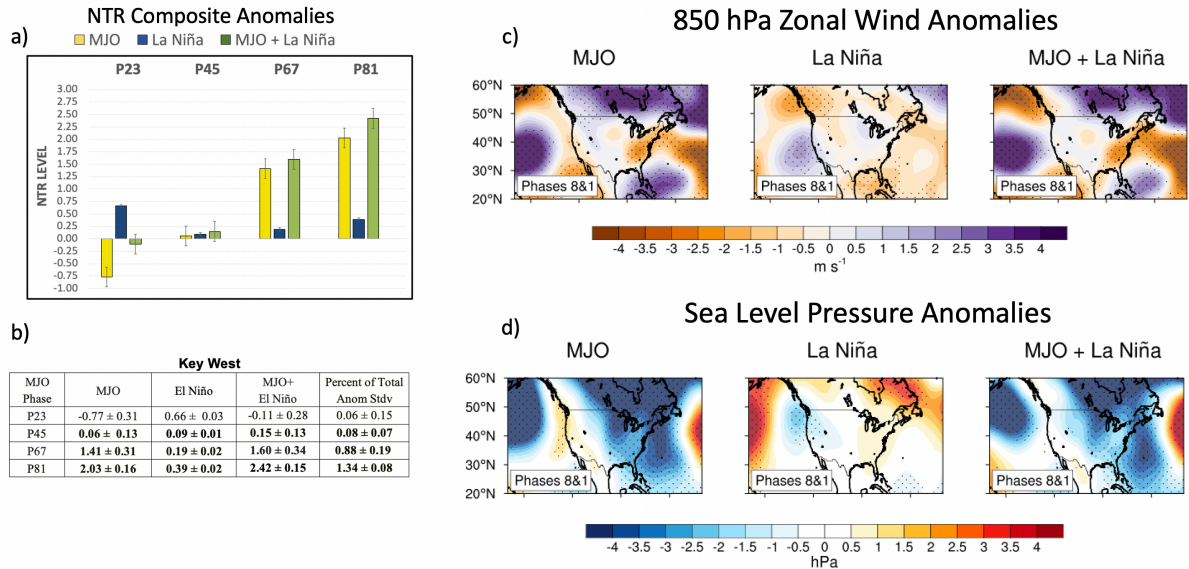 NTR Composite Anomalies
a)
MJO La Niña MJO + La Niña
P23 P45 P67 P81
NTR LEVEL
3.00
2.75
2.50
2.25
2.00
1.75
1.50
1.25
1.00
0.75
0.50
0.25
0.00
-0.25
-0.50
-0.75
-1.00
b)
Key West
MJO Phase MJO El Niño MJO+ El Niño Percent of Total Anom Stdv
P23 -0.77 ± 0.31 0.66 ± 0.03 -0.11 ± 0.28 0.06 ± 0.15
P45 0.06 ± 0.13 0.09 ± 0.01 0.15 ± 0.13 0.08 ± 0.07
P67 1.41 ± 0.31 0.19 ± 0.02 1.60 ± 0.34 0.88 ± 0.19
P81 2.03 ± 0.16 0.39 ± 0.02 2.42 ± 0.15 1.34 ± 0.08
850 hPa Zonal Wind Anomalies
c)
MJO La Niña MJO + La Niña
60°N
50°N
40°N
30°N
20°N
Phases 8&1 Phases 8&1 Phases 8&1
-4 -3.5 -3 -2.5 -2 -1.5 -1 -0.5 0 0.5 1 1.5 2 2.5 3 3.5 4
m s⁻¹
Sea Level Pressure Anomalies
d)
MJO La Niña MJO + La Niña
60°N
50°N
40°N
30°N
20°N
Phases 8&1 Phases 8&1 Phases 8&1
-4 -3.5 -3 -2.5 -2 -1.5 -1 -0.5 0 0.5 1 1.5 2 2.5 3 3.5 4
hPa